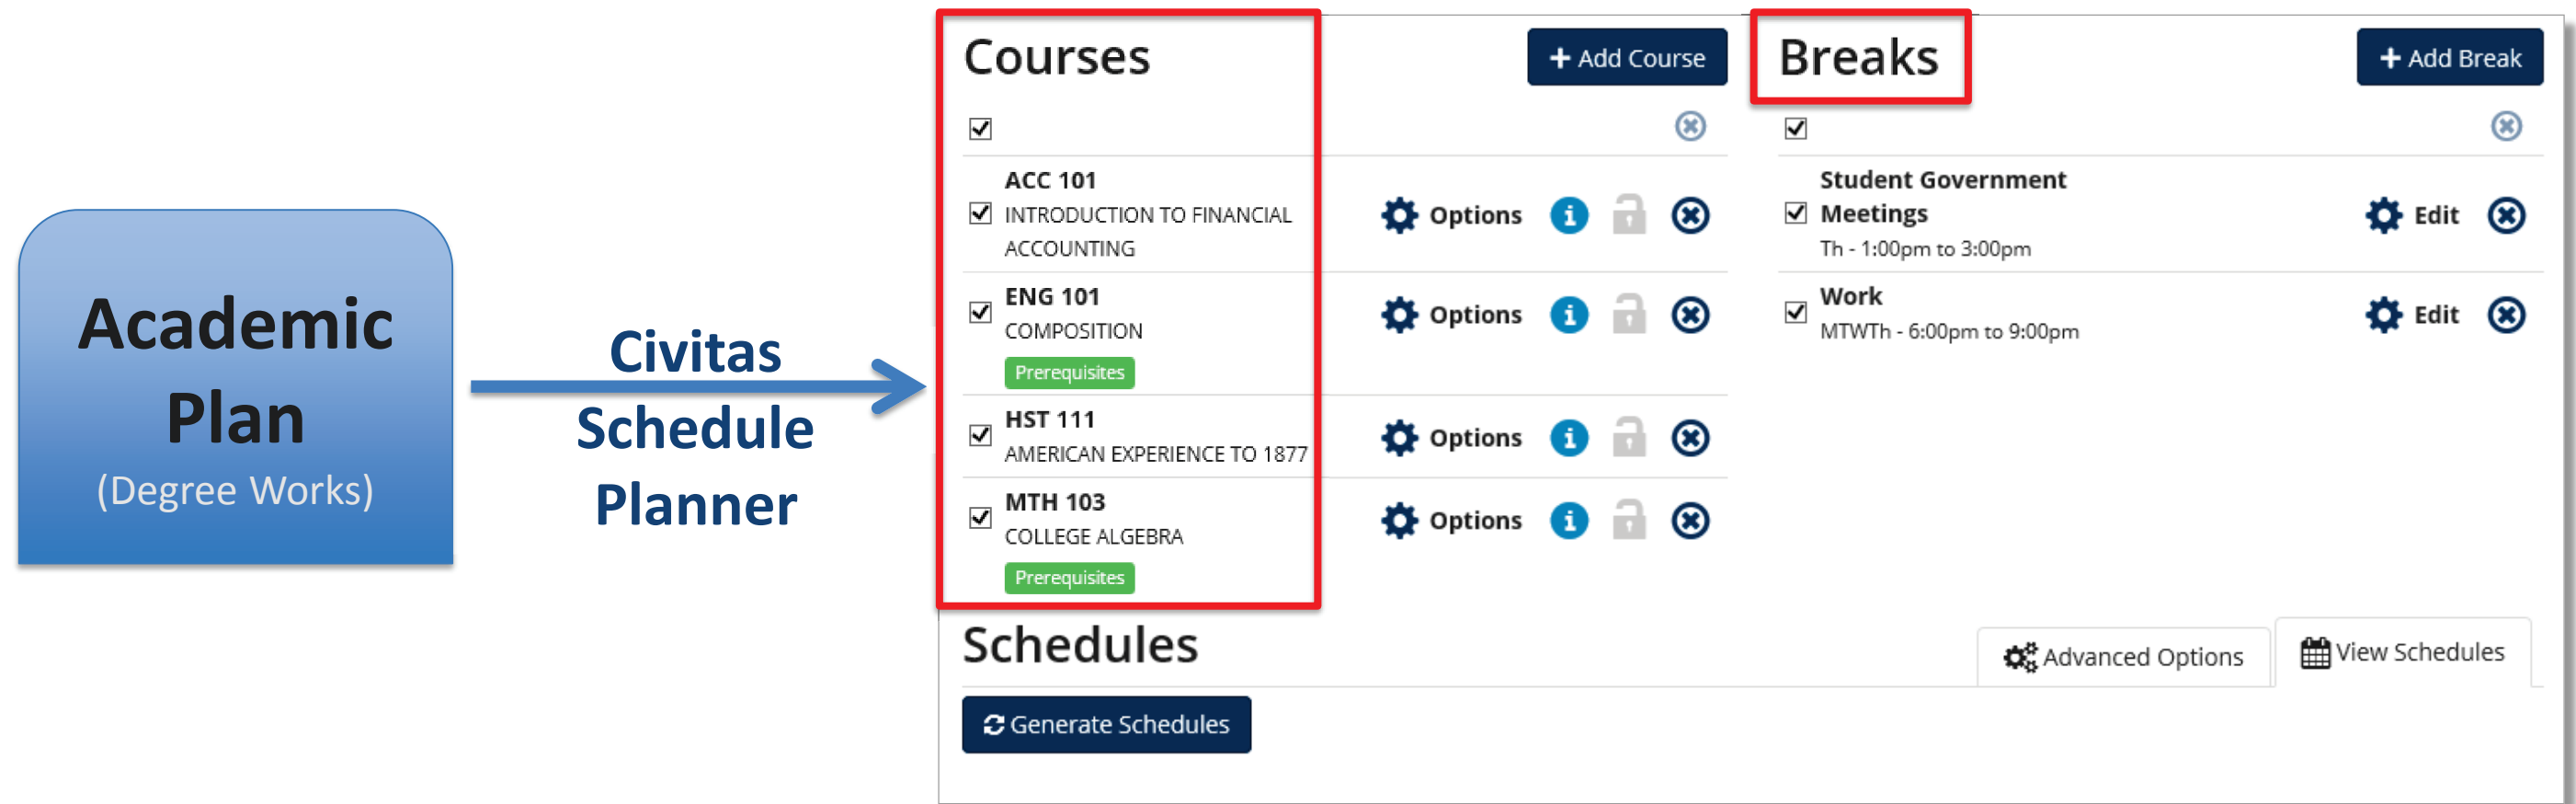 Academic
Plan
(Degree Works)
Civitas
Schedule
Planner
Courses
+ Add Course
ACC 101
INTRODUCTION TO FINANCIAL
ACCOUNTING
Options
ENG 101
COMPOSITION
Prerequisites
Options
HST 111
AMERICAN EXPERIENCE TO 1877
Options
MTH 103
COLLEGE ALGEBRA
Prerequisites
Options
Breaks
+ Add Break
Student Government
Meetings
Th - 1:00pm to 3:00pm
Edit
Work
MTWTh - 6:00pm to 9:00pm
Edit
Schedules
Advanced Options
View Schedules
Generate Schedules